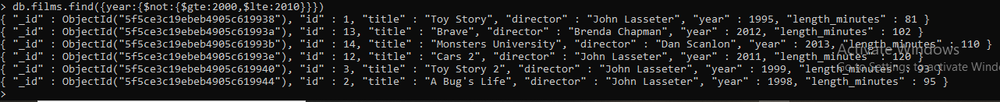 > db.films.find({year:{$not:{$gte:2000,$lte:2010}}})
{ "_id" : ObjectId("5f5ce3c19ebeb4905c619938"), "id" : 1, "title" : "Toy Story", "director" : "John Lasseter", "year" : 1995, "length_minutes" : 81 }
{ "_id" : ObjectId("5f5ce3c19ebeb4905c61993a"), "id" : 13, "title" : "Brave", "director" : "Brenda Chapman", "year" : 2012, "length_minutes" : 102 }
{ "_id" : ObjectId("5f5ce3c19ebeb4905c61993b"), "id" : 14, "title" : "Monsters University", "director" : "Dan Scanlon", "year" : 2013, "length_minutes" : 110 }
{ "_id" : ObjectId("5f5ce3c19ebeb4905c61993e"), "id" : 12, "title" : "Cars 2", "director" : "John Lasseter", "year" : 2011, "length_minutes" : 120 }
{ "_id" : ObjectId("5f5ce3c19ebeb4905c619940"), "id" : 3, "title" : "Toy Story 2", "director" : "John Lasseter", "year" : 1999, "length_minutes" : 93 }
{ "_id" : ObjectId("5f5ce3c19ebeb4905c619944"), "id" : 2, "title" : "A Bug's Life", "director" : "John Lasseter", "year" : 1998, "length_minutes" : 95 }
>
Activate Windows
Go to Settings to activate Wind